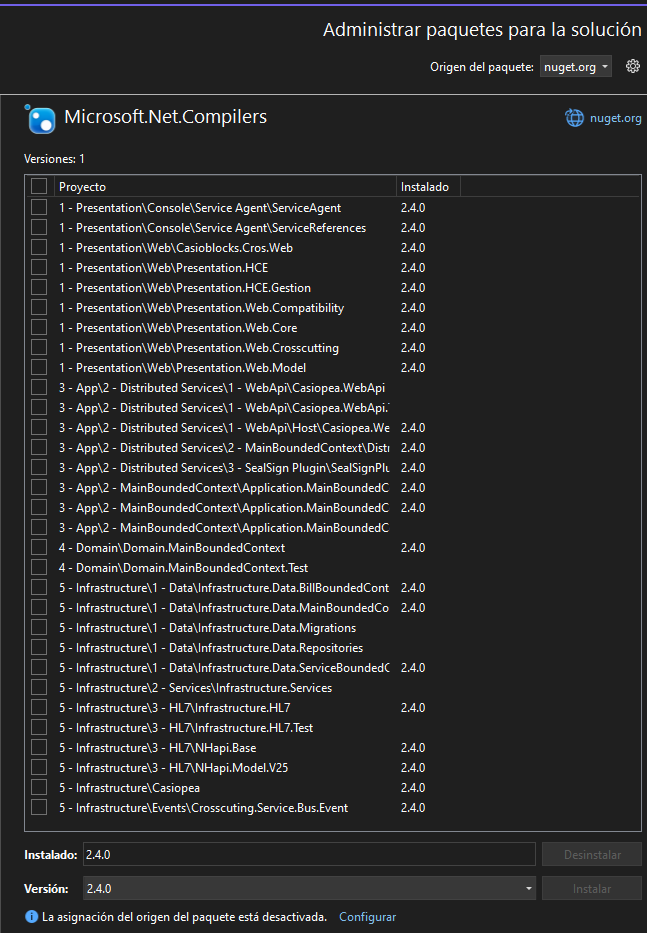 Administrar paquetes para la solución
Origen del paquete: nuget.org
Microsoft.Net.Compilers
nuget.org
Versiones: 1
Proyecto Instalado
1 - Presentation\Console\Service Agent\ServiceAgent 2.4.0
1 - Presentation\Console\Service Agent\ServiceReferences 2.4.0
1 - Presentation\Web\Casioblocks.Cros.Web 2.4.0
1 - Presentation\Web\Presentation.HCE 2.4.0
1 - Presentation\Web\Presentation.HCE.Gestion 2.4.0
1 - Presentation\Web\Presentation.Web.Compatibility 2.4.0
1 - Presentation\Web\Presentation.Web.Core 2.4.0
1 - Presentation\Web\Presentation.Web.Crosscutting 2.4.0
1 - Presentation\Web\Presentation.Web.Model 2.4.0
3 - App\2 - Distributed Services\1 - WebApi\Casiopea.WebApi
3 - App\2 - Distributed Services\1 - WebApi\Casiopea.WebApi.
3 - App\2 - Distributed Services\1 - WebApi\Host\Casiopea.We 2.4.0
3 - App\2 - Distributed Services\2 - MainBoundedContext\Distri 2.4.0
3 - App\2 - Distributed Services\3 - SealSign Plugin\SealSignPlu 2.4.0
3 - App\2 - MainBoundedContext\Application.MainBoundedC 2.4.0
3 - App\2 - MainBoundedContext\Application.MainBoundedC 2.4.0
3 - App\2 - MainBoundedContext\Application.MainBoundedC
4 - Domain\Domain.MainBoundedContext 2.4.0
4 - Domain\Domain.MainBoundedContext.Test
5 - Infrastructure\1 - Data\Infrastructure.Data.BillBoundedCont 2.4.0
5 - Infrastructure\1 - Data\Infrastructure.Data.MainBoundedCo 2.4.0
5 - Infrastructure\1 - Data\Infrastructure.Data.Migrations
5 - Infrastructure\1 - Data\Infrastructure.Data.Repositories
5 - Infrastructure\1 - Data\Infrastructure.Data.ServiceBoundedC 2.4.0
5 - Infrastructure\2 - Services\Infrastructure.Services
5 - Infrastructure\3 - HL7\Infrastructure.HL7 2.4.0
5 - Infrastructure\3 - HL7\Infrastructure.HL7.Test
5 - Infrastructure\3 - HL7\NHapi.Base 2.4.0
5 - Infrastructure\3 - HL7\NHapi.Model.V25 2.4.0
5 - Infrastructure\Casiopea 2.4.0
5 - Infrastructure\Events\Crosscuting.Service.Bus.Event 2.4.0
Instalado: 2.4.0 Desinstalar
Versión: 2.4.0 Instalar
La asignación del origen del paquete está desactivada. Configurar